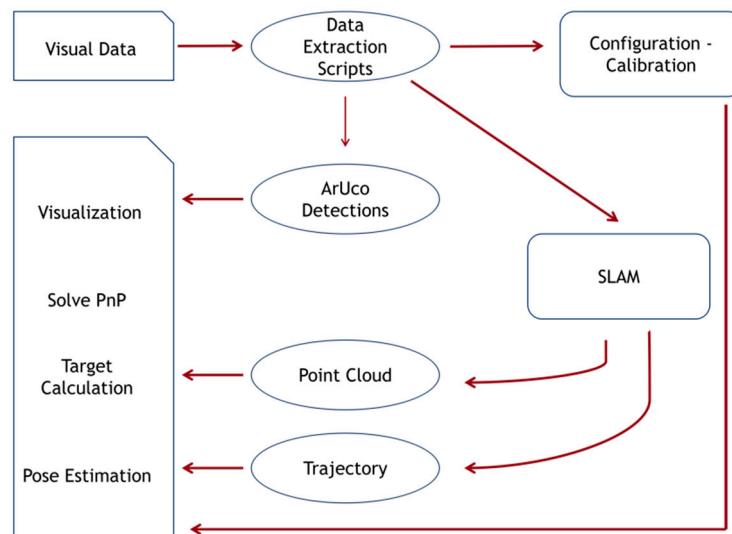 Visual Data
Data
Extraction
Scripts
Configuration -
Calibration
ArUco
Detections
Visualization
SLAM
Solve PnP
Target
Calculation
Point Cloud
Trajectory
Pose Estimation